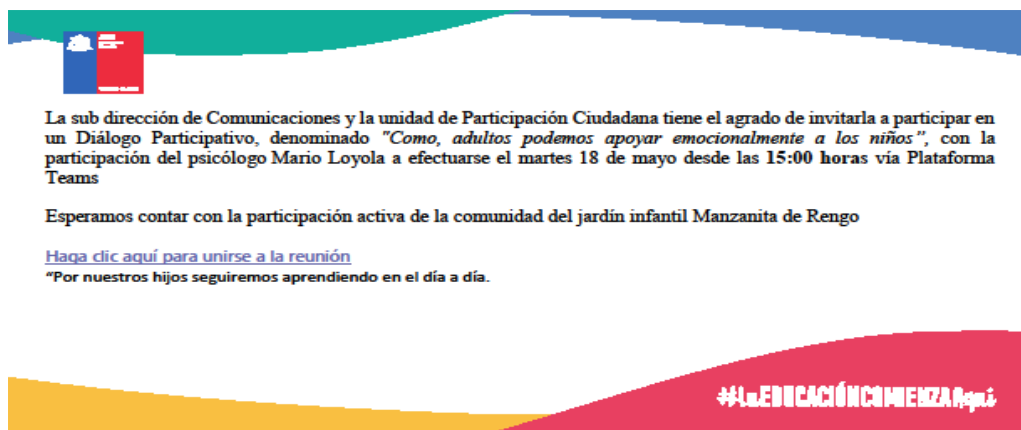 La sub dirección de Comunicaciones y la unidad de Participación Ciudadana tiene el agrado de invitarla a participar en
un Diálogo Participativo, denominado "Como, adultos podemos apoyar emocionalmente a los niños", con la
participación del psicólogo Mario Loyola a efectuarse el martes 18 de mayo desde las 15:00 horas vía Plataforma
Teams
Esperamos contar con la participación activa de la comunidad del jardín infantil Manzanita de Rengo
Haga clic aquí para unirse a la reunión
"Por nuestros hijos seguiremos aprendiendo en el día a día.
#LaEDUCACIÓNCOMIENZAAquí